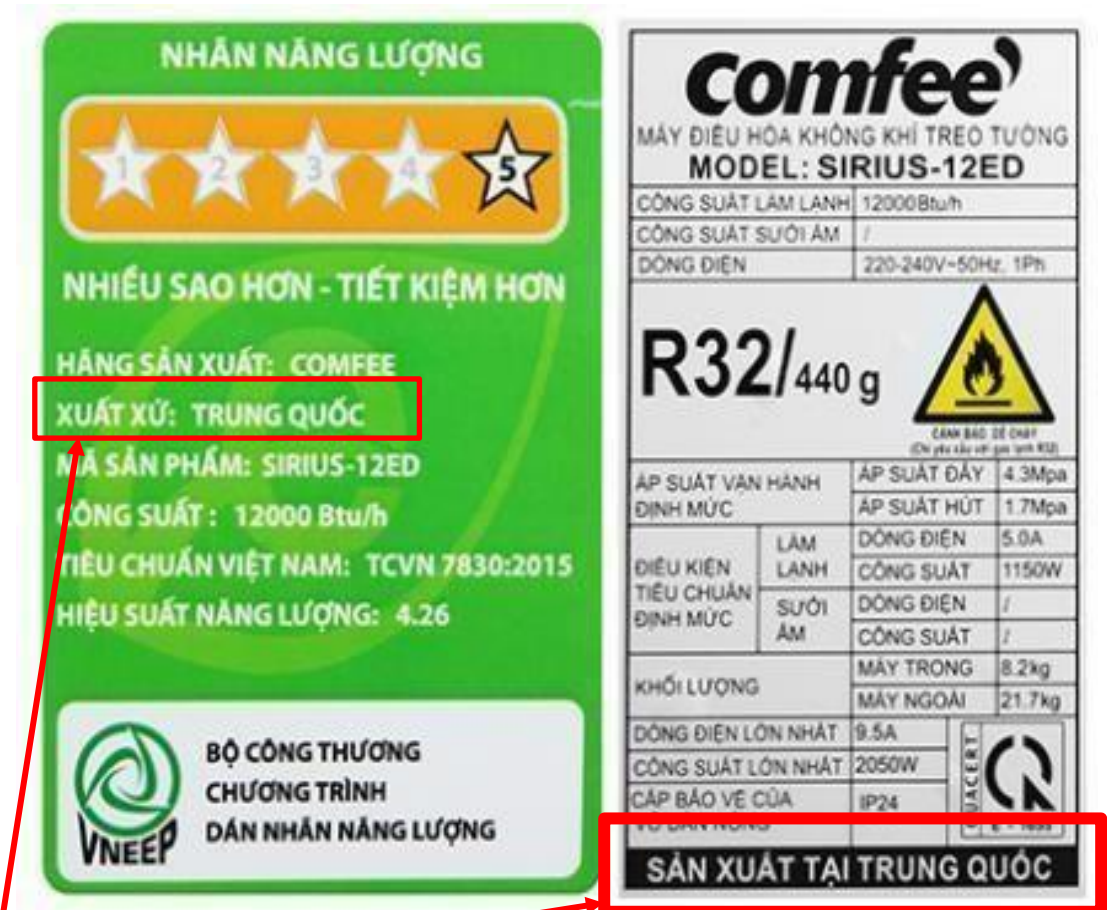 NHÃN NĂNG LƯỢNG
1 2 3 4 5
NHIỀU SAO HƠN - TIẾT KIỆM HƠN
HÃNG SẢN XUẤT: COMFEE
XUẤT XỨ: TRUNG QUỐC
MÃ SẢN PHẨM: SIRIUS-12ED
CÔNG SUẤT : 12000 Btu/h
TIÊU CHUẨN VIỆT NAM: TCVN 7830:2015
HIỆU SUẤT NĂNG LƯỢNG: 4.26
VNEEP
BỘ CÔNG THƯƠNG
CHƯƠNG TRÌNH
DÁN NHÃN NĂNG LƯỢNG
Comfee'
MÁY ĐIỀU HÒA KHÔNG KHÍ TREO TƯỜNG
MODEL: SIRIUS-12ED
CÔNG SUẤT LÀM LẠNH 12000Btu/h
CÔNG SUẤT SƯỞI ẤM /
DÒNG ĐIỆN 220-240V~50Hz, 1Ph
R32/440 g
CẢNH BÁO DỄ CHÁY
ÁP SUẤT VẬN HÀNH ĐỊNH MỨC
ÁP SUẤT ĐẨY 4.3Mpa
ÁP SUẤT HÚT 1.7Mpa
ĐIỀU KIỆN TIÊU CHUẨN ĐỊNH MỨC
LÀM LẠNH
DÒNG ĐIỆN 5.0A
CÔNG SUẤT 1150W
SƯỞI ẤM
DÒNG ĐIỆN /
CÔNG SUẤT /
KHỐI LƯỢNG
MÁY TRONG 8.2kg
MÁY NGOÀI 21.7kg
DÒNG ĐIỆN LỚN NHẤT 9.5A
CÔNG SUẤT LỚN NHẤT 2050W
CẤP BẢO VỆ CỦA IP24
SẢN XUẤT TẠI TRUNG QUỐC